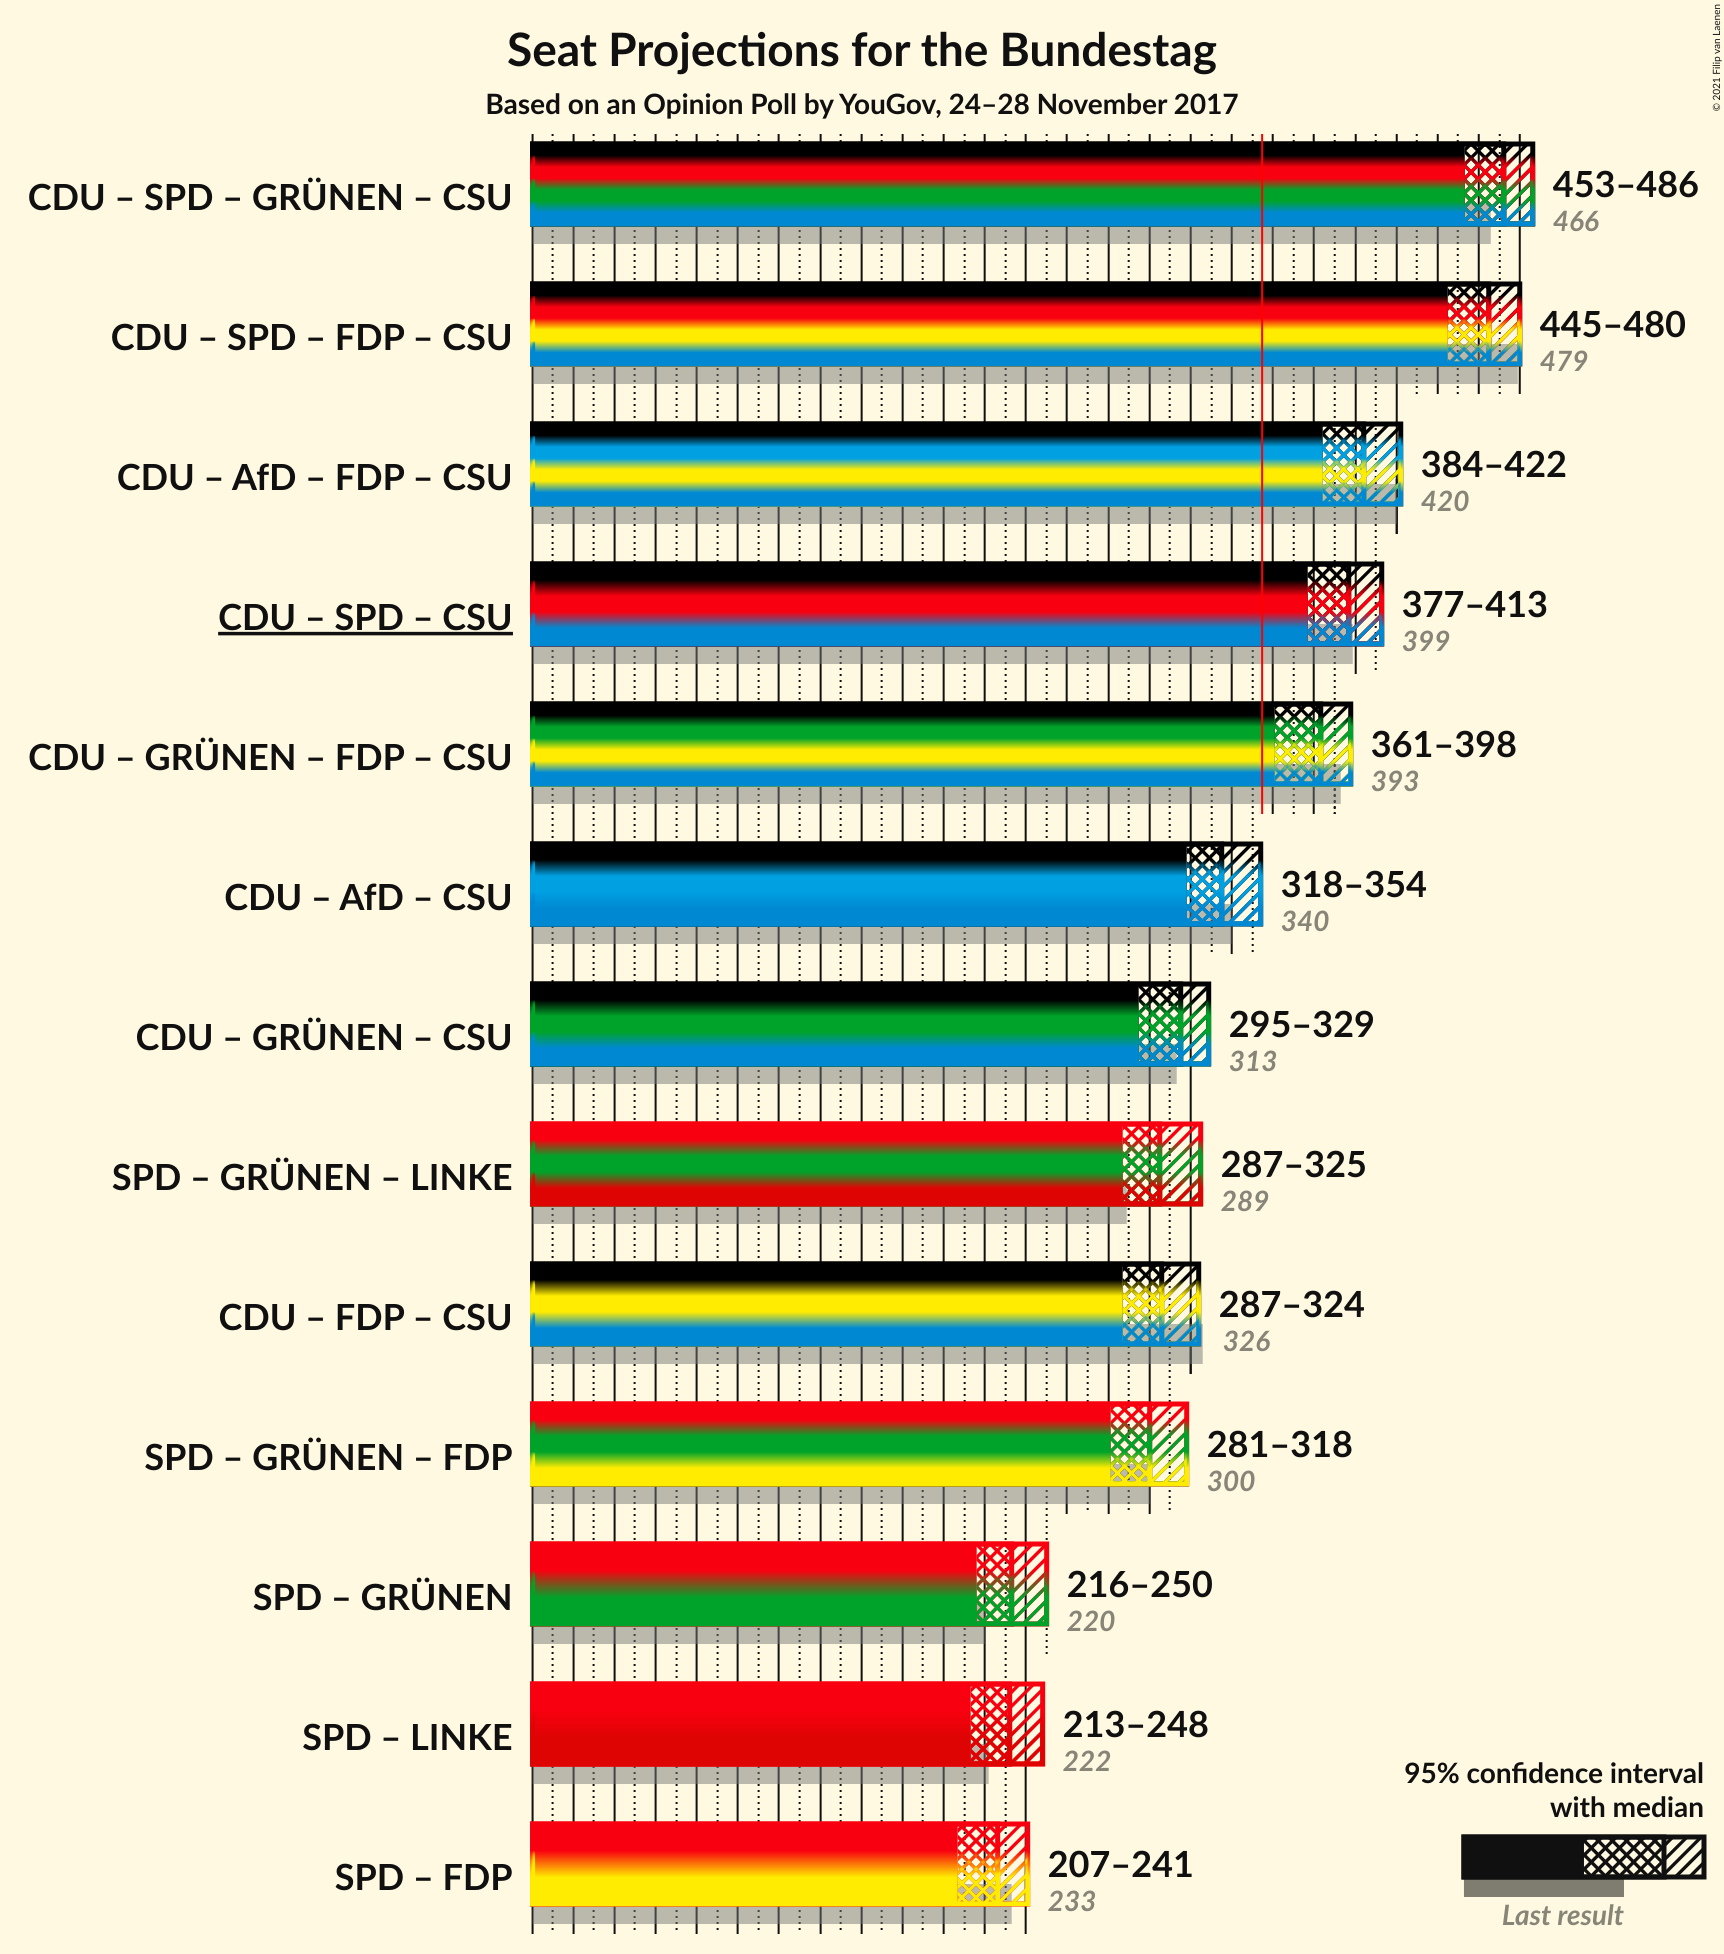 Seat Projections for the Bundestag
Based on an Opinion Poll by YouGov, 24–28 November 2017
© 2021 Filip van Laenen
CDU – SPD – GRÜNEN – CSU
453–486
466
CDU – SPD – FDP – CSU
445–480
479
CDU – AfD – FDP – CSU
384–422
420
CDU – SPD – CSU
377–413
399
CDU – GRÜNEN – FDP – CSU
361–398
393
CDU – AfD – CSU
318–354
340
CDU – GRÜNEN – CSU
295–329
313
SPD – GRÜNEN – LINKE
287–325
289
CDU – FDP – CSU
287–324
326
SPD – GRÜNEN – FDP
281–318
300
SPD – GRÜNEN
216–250
220
SPD – LINKE
213–248
222
SPD – FDP
207–241
233
95% confidence interval
with median
Last result